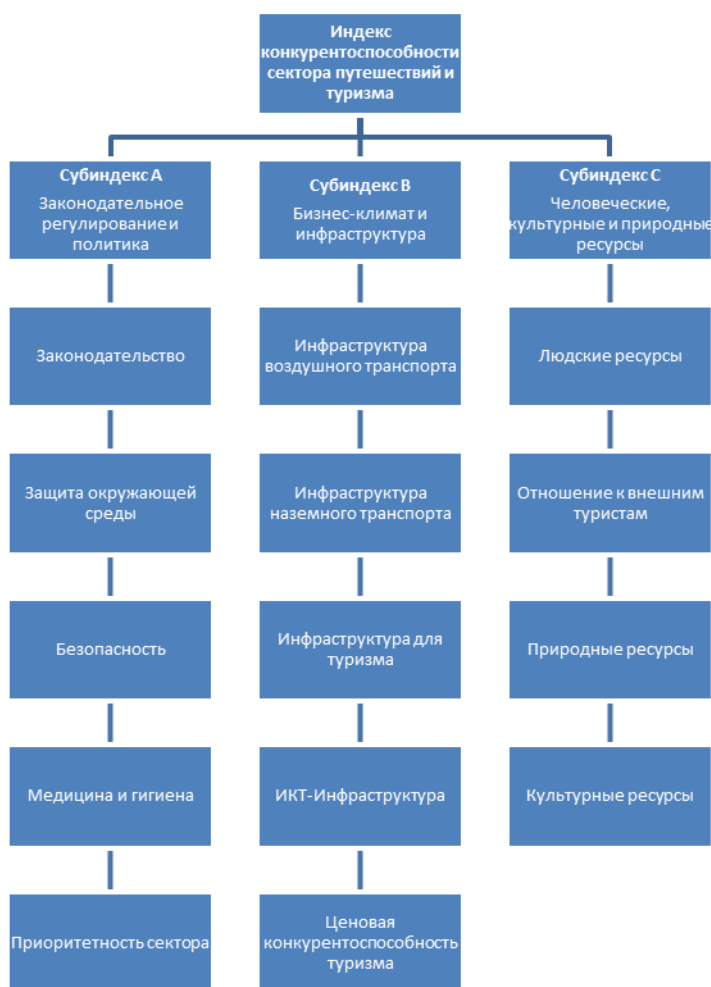 Индекс
конкурентоспособности
сектора путешествий и
туризма
Субиндекс А
Законодательное
регулирование и
политика
Субиндекс В
Бизнес-климат и
инфраструктура
Субиндекс С
Человеческие,
культурные и природные
ресурсы
Законодательство
Инфраструктура
воздушного транспорта
Людские ресурсы
Защита окружающей
среды
Инфраструктура
наземного транспорта
Отношение к внешним
туристам
Безопасность
Инфраструктура для
туризма
Природные ресурсы
Медицина и гигиена
ИКТ-Инфраструктура
Культурные ресурсы
Приоритетность сектора
Ценовая
конкурентоспособность
туризма